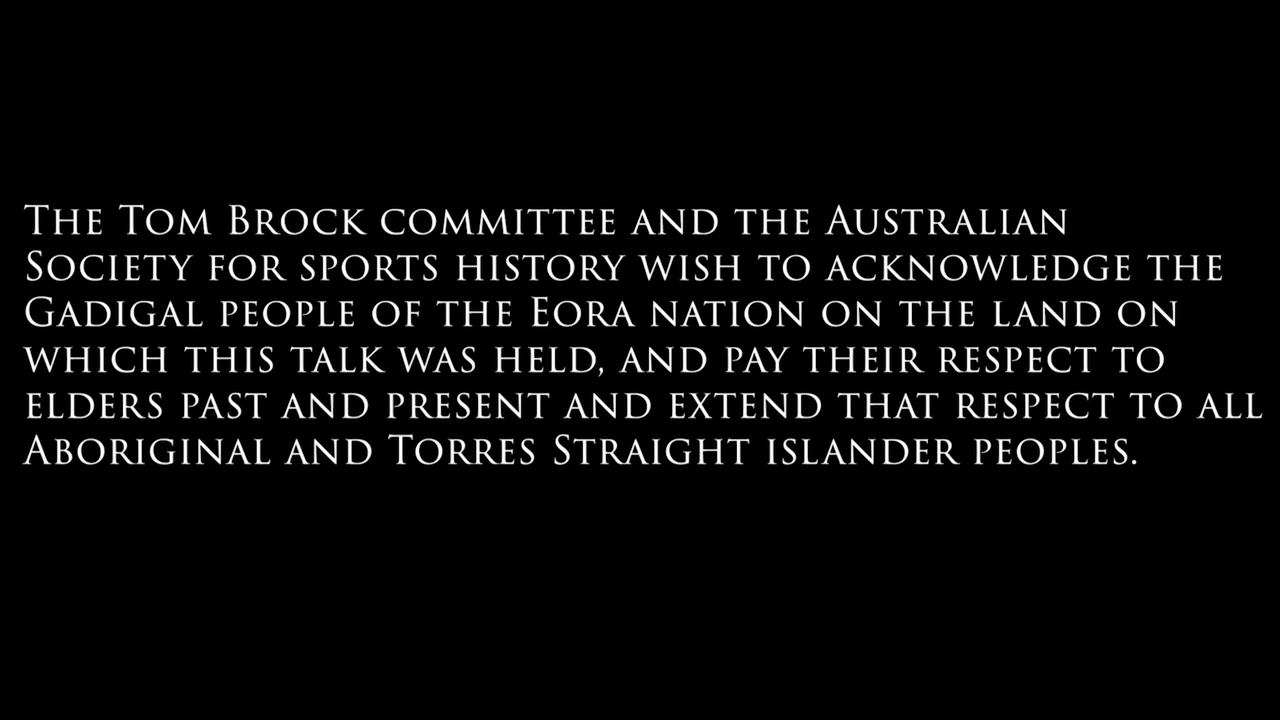 The Tom Brock committee and the Australian
Society for sports history wish to acknowledge the
Gadigal people of the Eora nation on the land on
which this talk was held, and pay their respect to
elders past and present and extend that respect to all
Aboriginal and Torres Straight islander peoples.